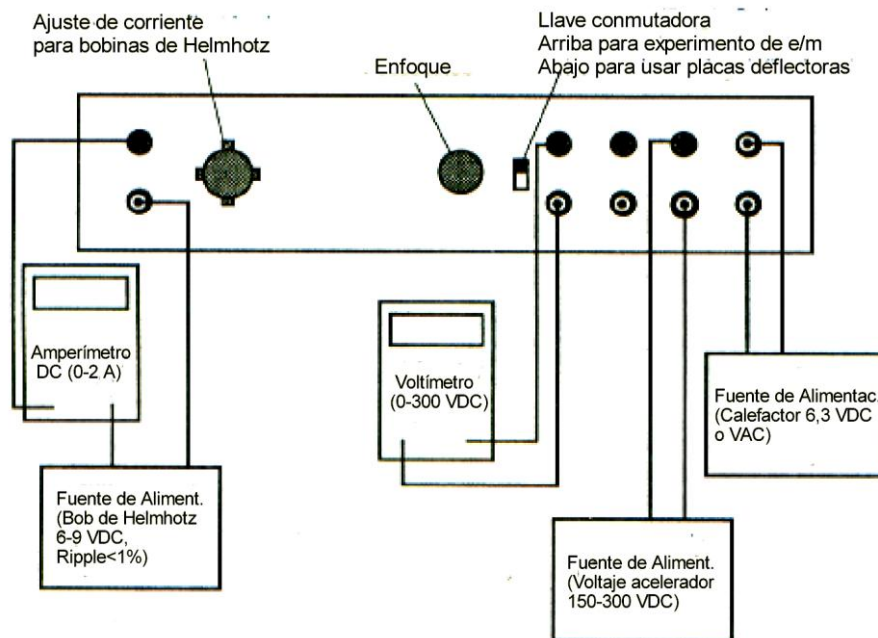 Ajuste de corriente
para bobinas de Helmhotz
Enfoque
Llave conmutadora
Arriba para experimento de e/m
Abajo para usar placas deflectoras
Amperímetro
DC (0-2 A)
Voltímetro
(0-300 VDC)
Fuente de Alimentac.
(Calefactor 6,3 VDC
o VAC)
Fuente de Aliment.
(Bob de Helmhotz
6-9 VDC,
Ripple<1%)
Fuente de Aliment.
(Voltaje acelerador
150-300 VDC)